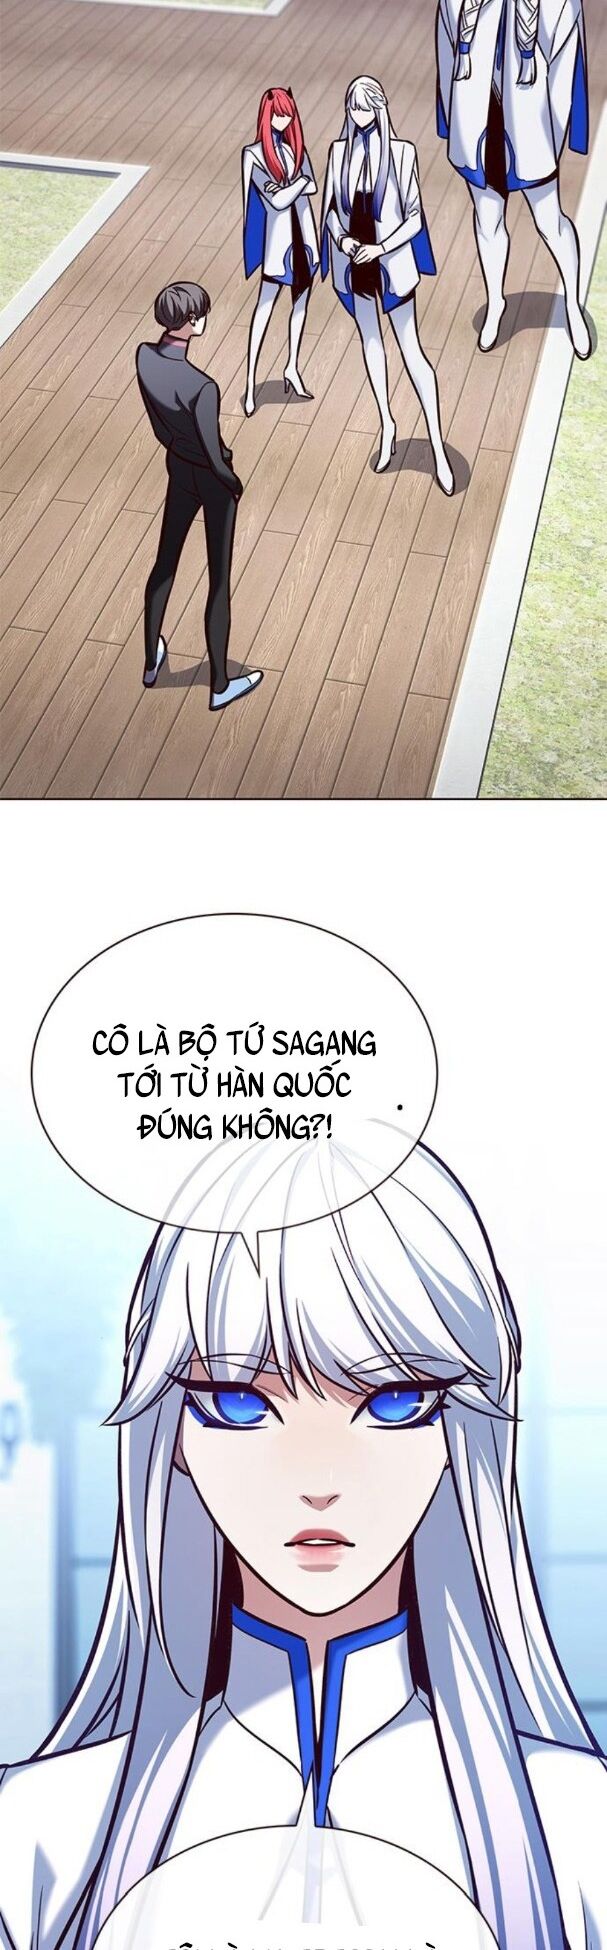 CÔ LÀ BỘ TỨ SAGANG
TỚI TỪ HÀN QUỐC
ĐÚNG KHÔNG?!